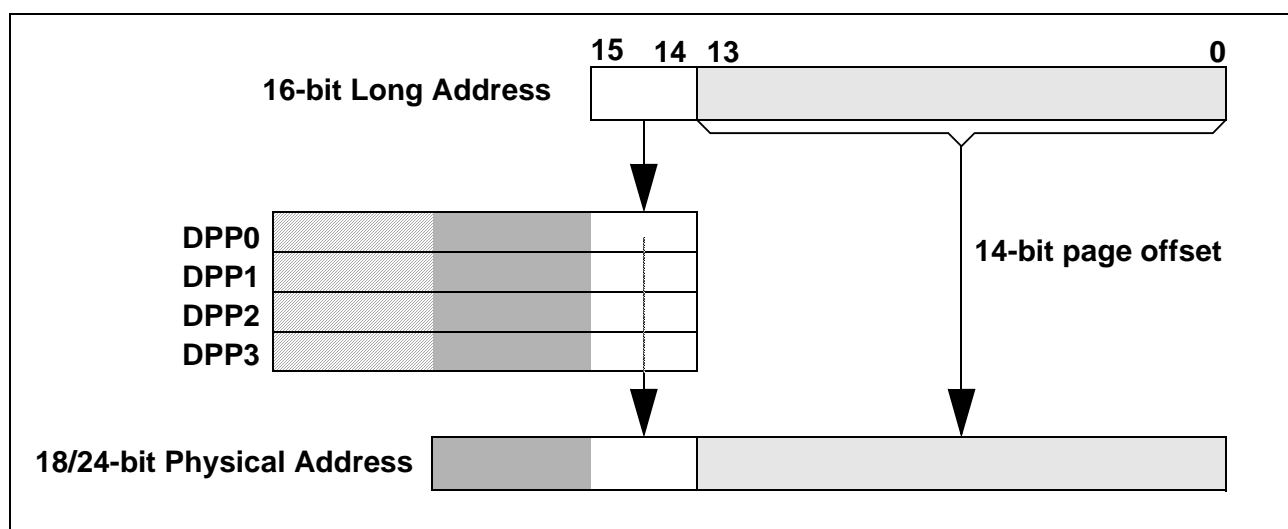 15 14 13 0
16-bit Long Address
DPP0
14-bit page offset
DPP1
DPP2
DPP3
18/24-bit Physical Address